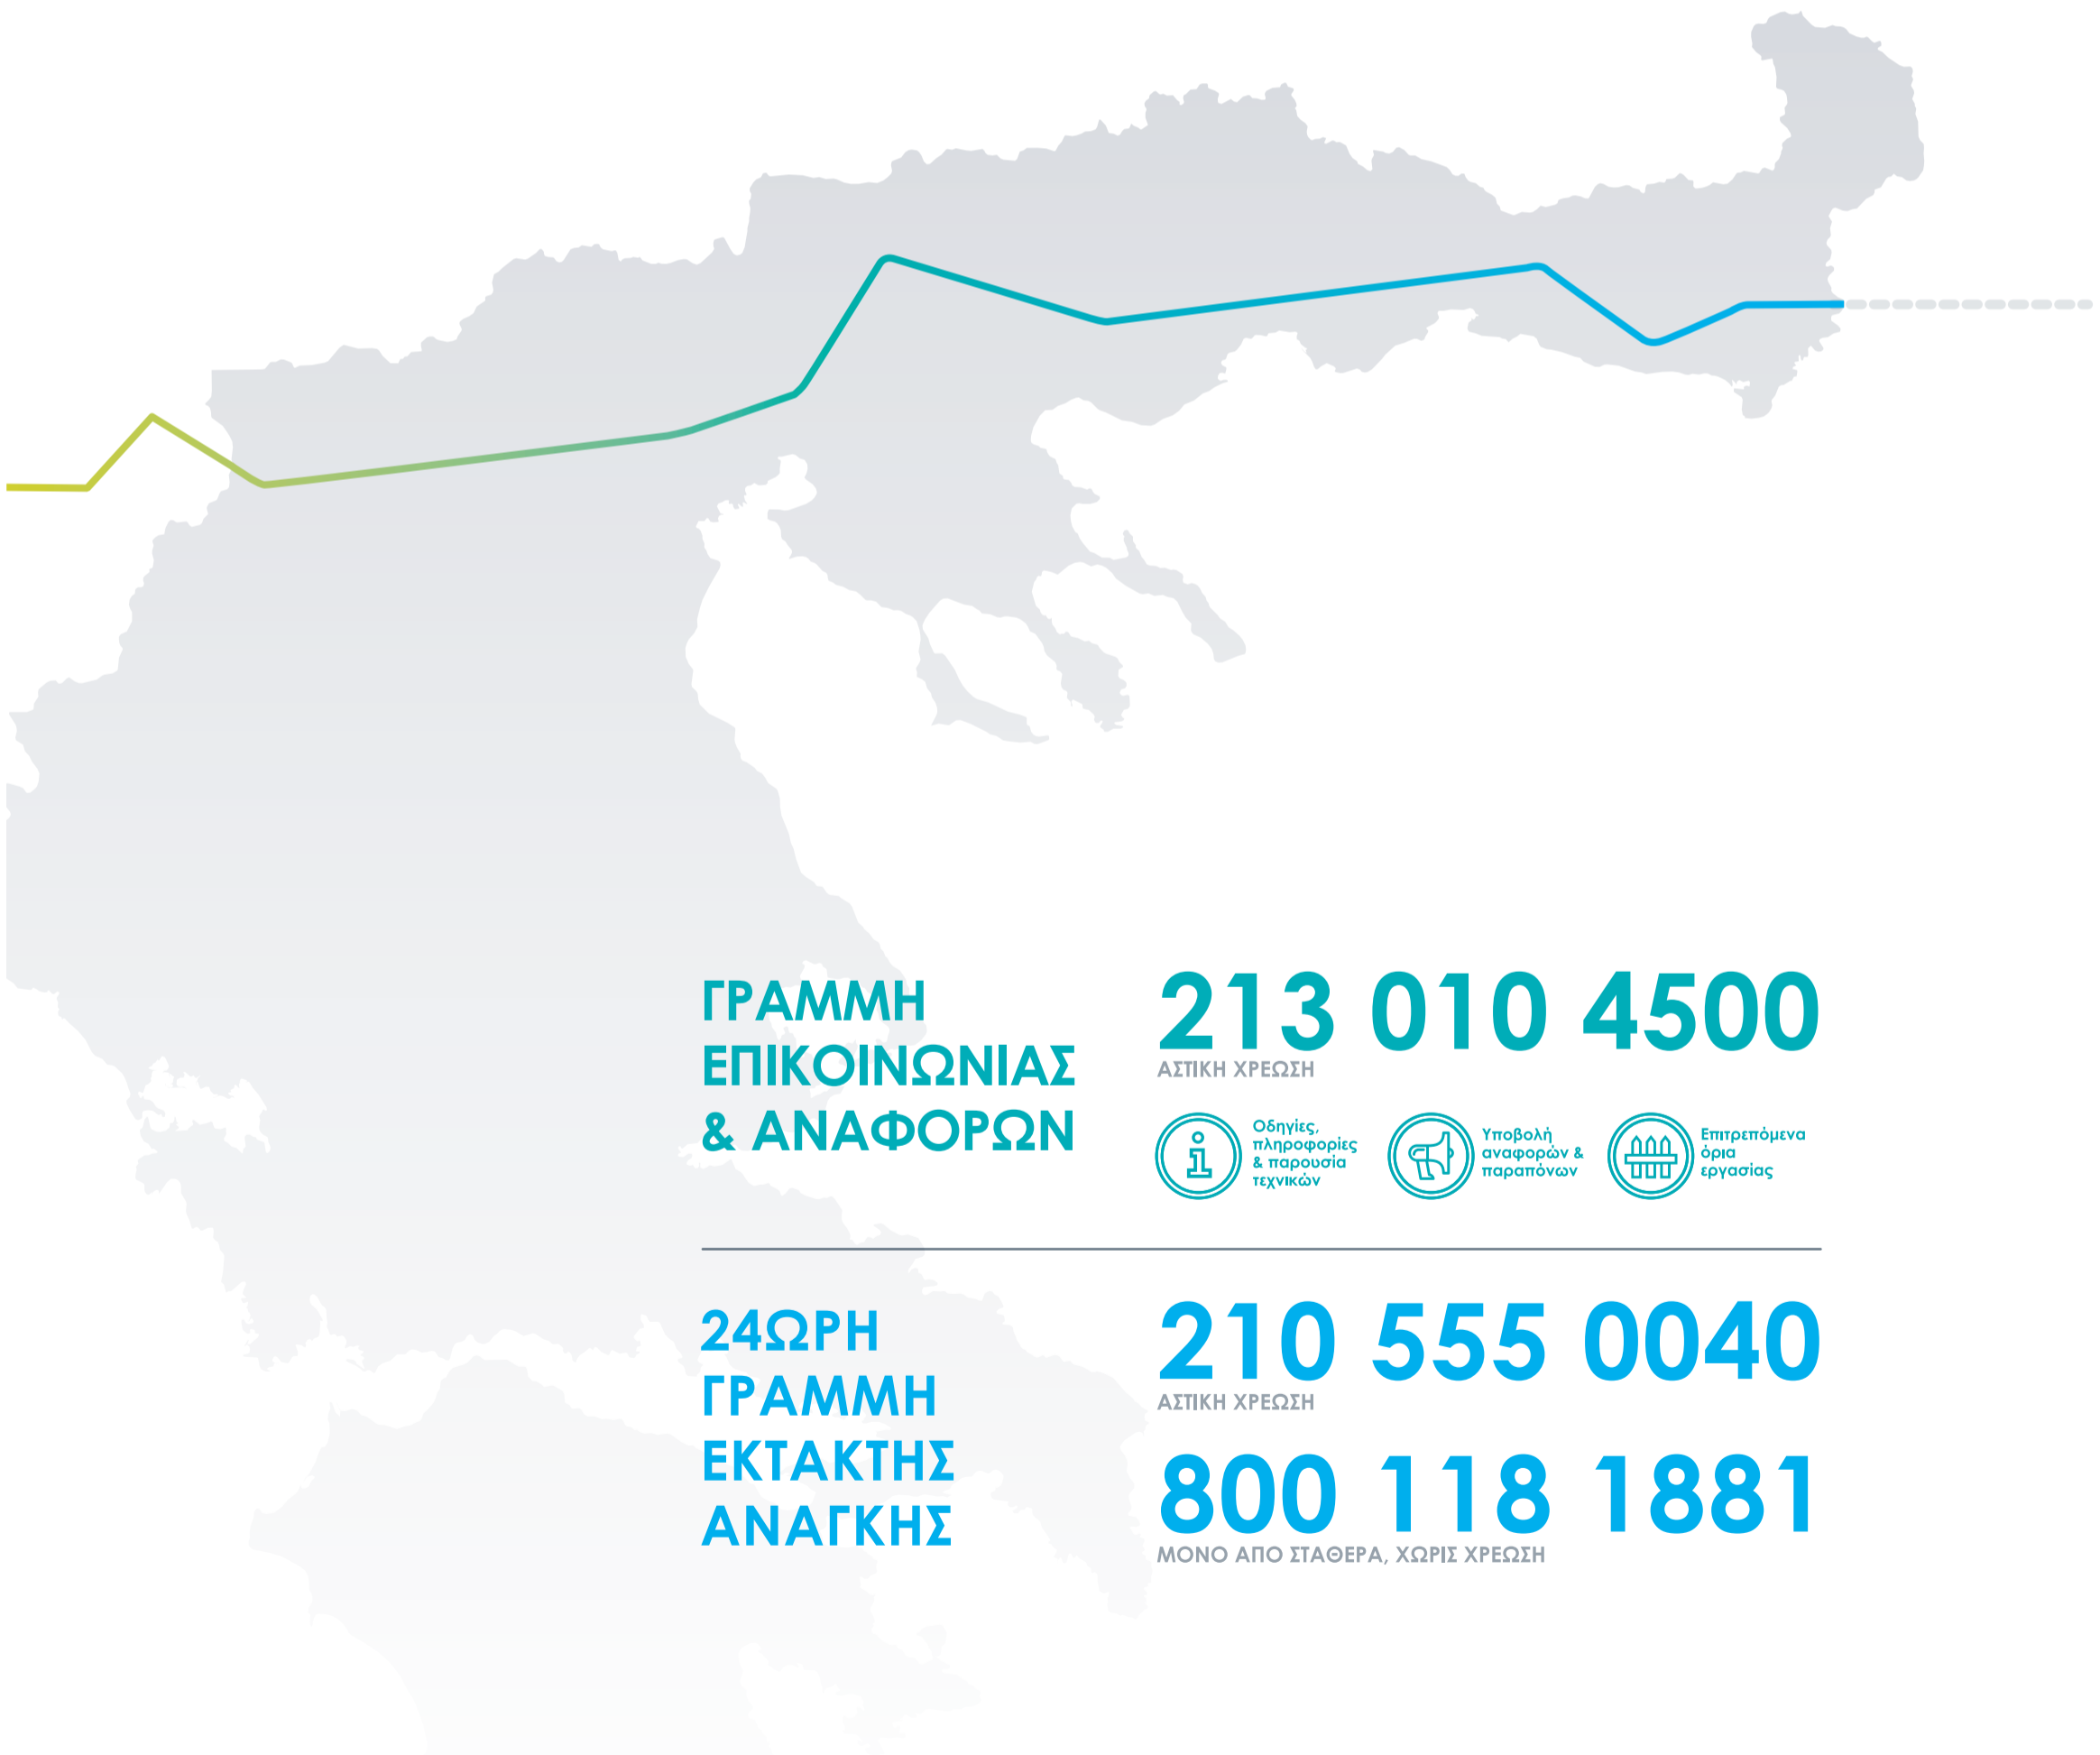 ΓΡΑΜΜΗ
ΕΠΙΚΟΙΝΩΝΙΑΣ
& ΑΝΑΦΟΡΩΝ
213 010 4500
ΑΣΤΙΚΗ ΧΡΕΩΣΗ
Οδηγίες,
πληροφορίες
& παρουσία
τεχνικών
Υποβολή
αναφορών &
παραπόνων
Επιτρεπόμενα
όρια
εργασίας
24ΩΡΗ
ΓΡΑΜΜΗ
ΕΚΤΑΚΤΗΣ
ΑΝΑΓΚΗΣ
210 555 0040
ΑΣΤΙΚΗ ΧΡΕΩΣΗ
800 118 1881
ΜΟΝΟ ΑΠΟ ΣΤΑΘΕΡΑ, ΧΩΡΙΣ ΧΡΕΩΣΗ